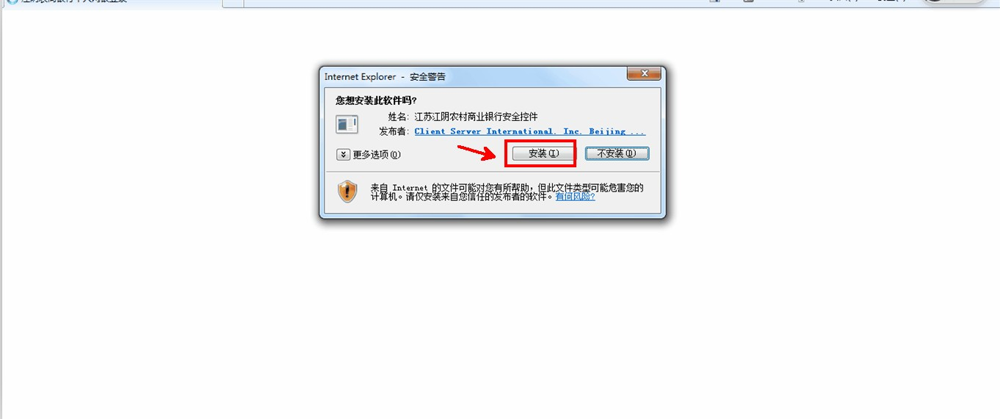 Internet Explorer - 安全警告
您想安装此软件吗?
姓名: 江苏江阴农村商业银行安全控件
发布者: Client Server International, Inc. Beijing ...
更多选项(O)
安装(I)
不安装(D)
来自 Internet 的文件可能对您有所帮助，但此文件类型可能危害您的
计算机。请仅安装来自您信任的发布者的软件。有何风险?